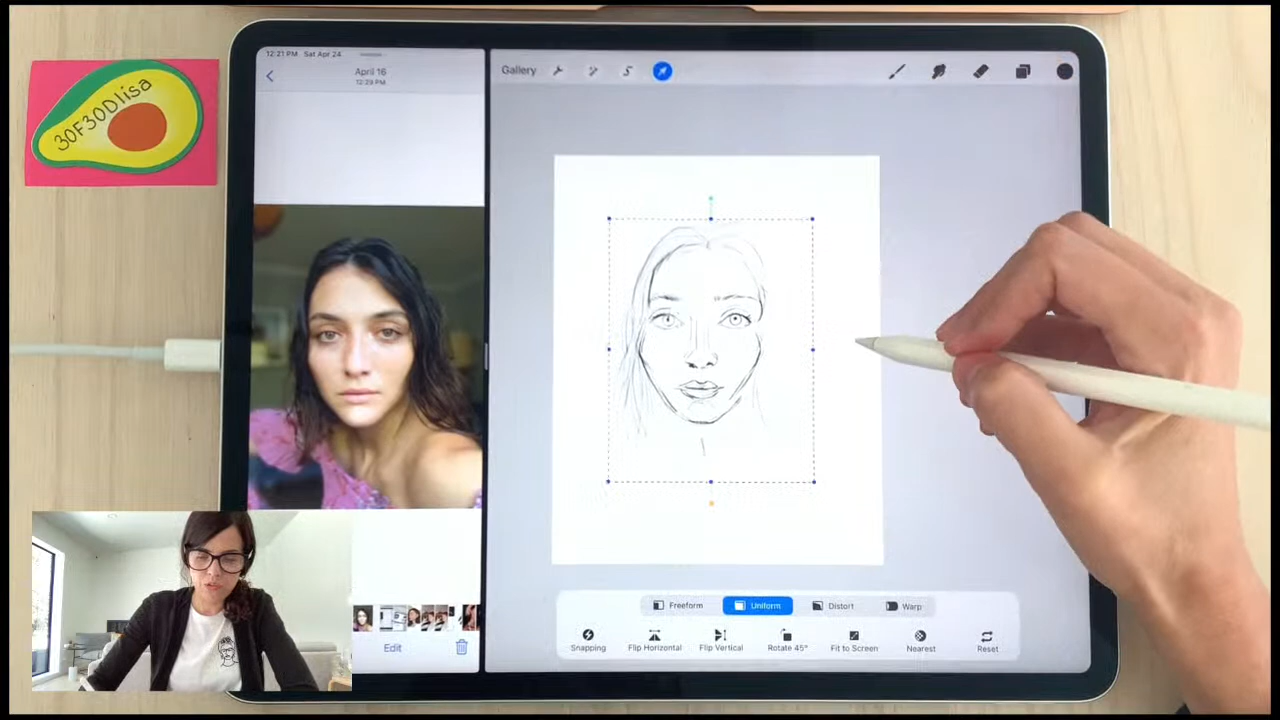 30F30DIisa
12:21 PM Sat Apr 24
April 16
12:29 PM
Gallery
Edit
Freeform
Uniform
Distort
Warp
Snapping
Flip Horizontal
Flip Vertical
Rotate 45°
Fit to Screen
Nearest
Reset